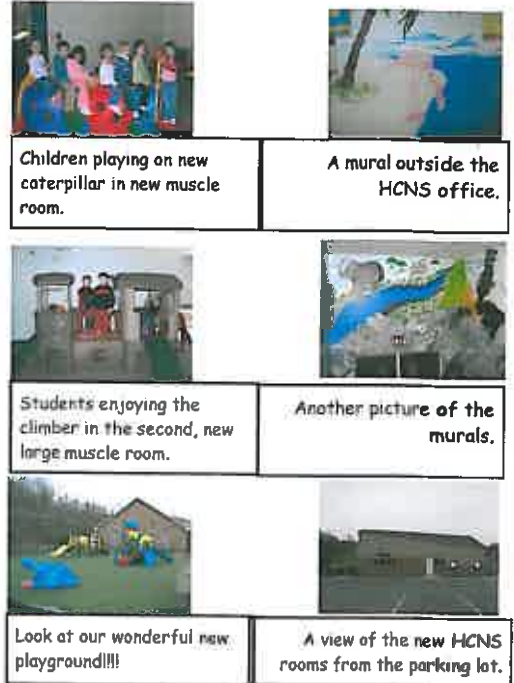 Children playing on new
caterpillar in new muscle
room.
A mural outside the
HCNS office.
Students enjoying the
climber in the second, new
large muscle room.
Another picture of the
murals.
Look at our wonderful new
playground!!!!
A view of the new HCNS
rooms from the parking lot.